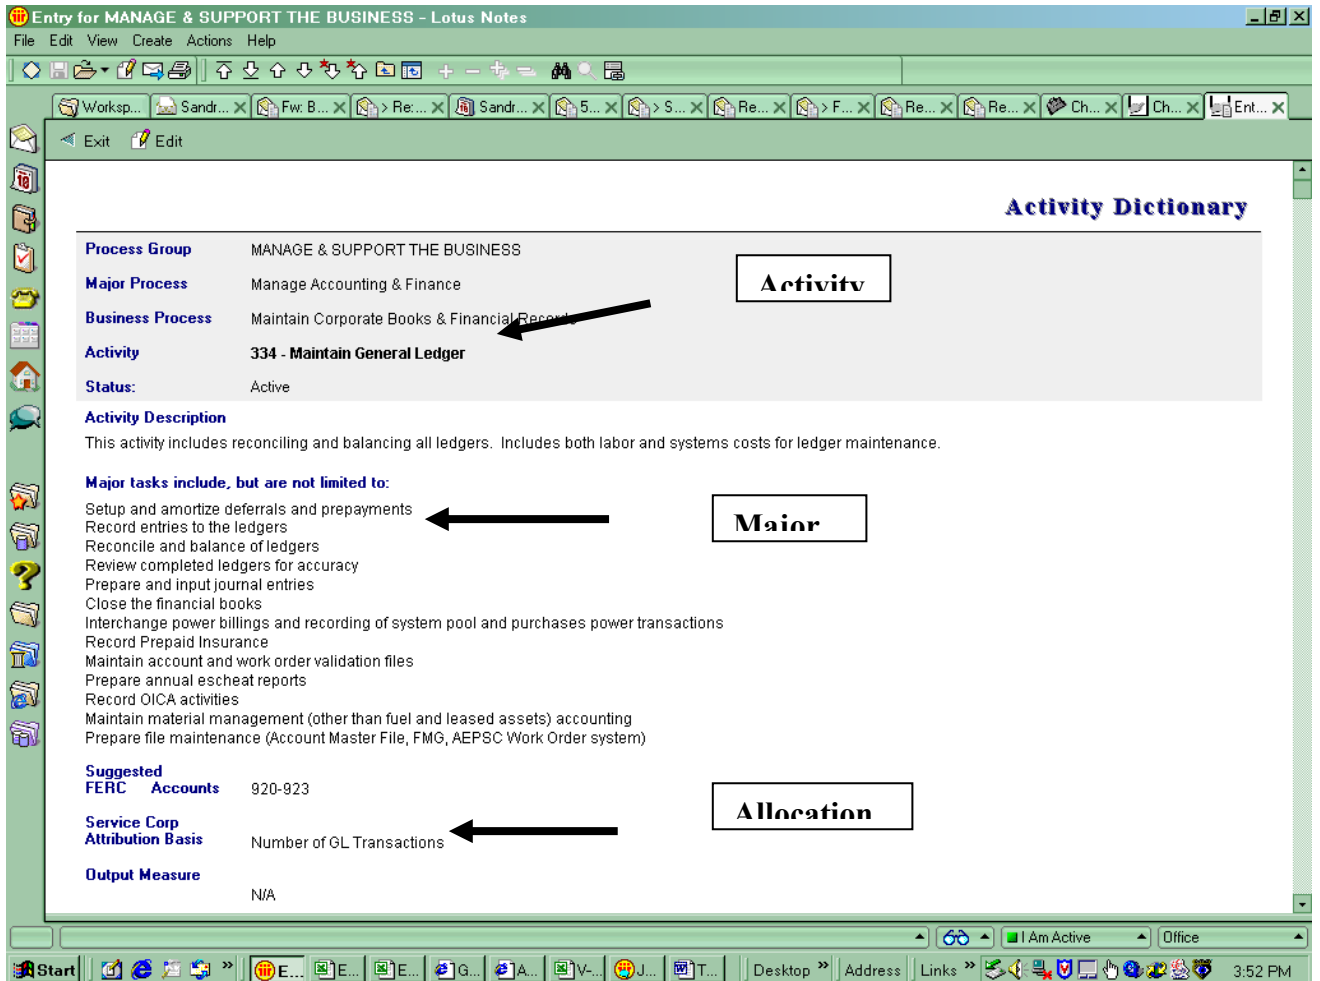 Entry for MANAGE & SUPPORT THE BUSINESS - Lotus Notes
File Edit View Create Actions Help
Worksp... Sandr... Fw: B... > Re:... Sandr... 5... > S... Re... > F... Re... Re... Ch... Ch... Ent...
Exit Edit
Activity Dictionary
Process Group MANAGE & SUPPORT THE BUSINESS
Major Process Manage Accounting & Finance
Business Process Maintain Corporate Books & Financial Records
Activity 334 - Maintain General Ledger
Status: Active
Activity
Activity Description
This activity includes reconciling and balancing all ledgers. Includes both labor and systems costs for ledger maintenance.
Major tasks include, but are not limited to:
Setup and amortize deferrals and prepayments
Record entries to the ledgers
Reconcile and balance of ledgers
Review completed ledgers for accuracy
Prepare and input journal entries
Close the financial books
Interchange power billings and recording of system pool and purchases power transactions
Record Prepaid Insurance
Maintain account and work order validation files
Prepare annual escheat reports
Record OICA activities
Maintain material management (other than fuel and leased assets) accounting
Prepare file maintenance (Account Master File, FMG, AEPSC Work Order system)
Major
Suggested
FERC Accounts 920-923
Service Corp
Attribution Basis Number of GL Transactions
Allocation
Output Measure
N/A
I Am Active Office
Start E... E... E... G... A... V-... J... T... Desktop Address Links 3:52 PM